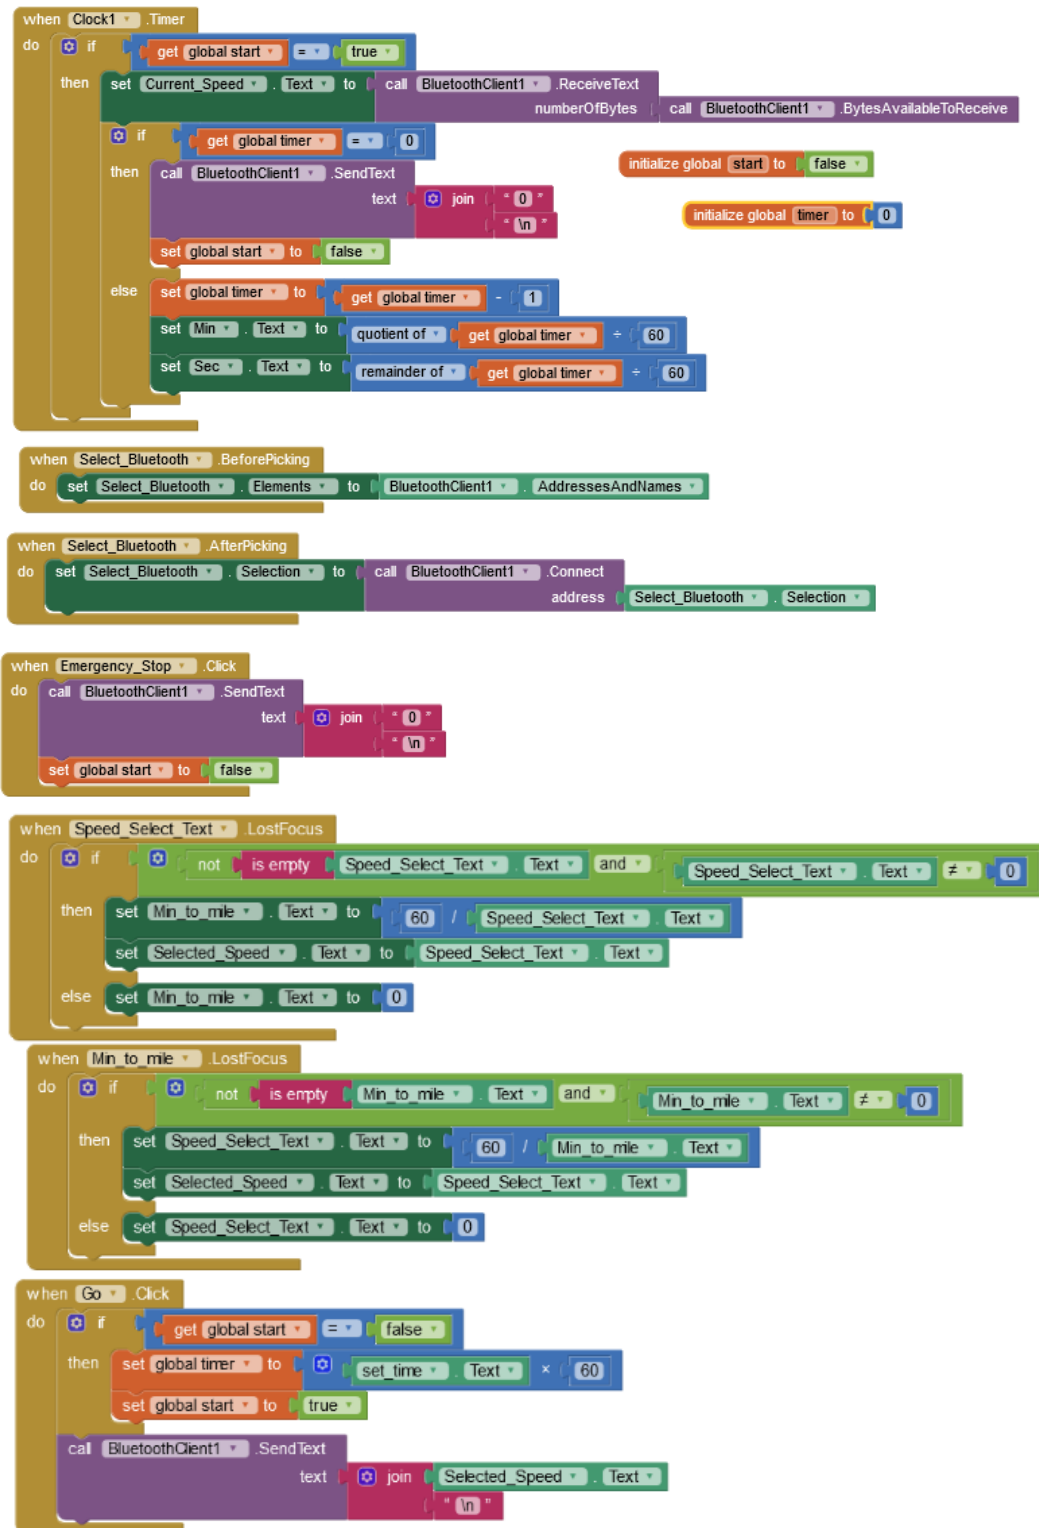 when Clock1 .Timer
do if get global start = true
then set Current_Speed . Text to call BluetoothClient1 .ReceiveText
numberOfBytes call BluetoothClient1 .BytesAvailableToReceive
if get global timer = 0
initialize global start to false
then call BluetoothClient1 .SendText
text join " 0 "
" \n "
initialize global timer to 0
set global start to false
else set global timer to get global timer - 1
set Min . Text to quotient of get global timer ÷ 60
set Sec . Text to remainder of get global timer ÷ 60
when Select_Bluetooth .BeforePicking
do set Select_Bluetooth . Elements to BluetoothClient1 . AddressesAndNames
when Select_Bluetooth .AfterPicking
do set Select_Bluetooth . Selection to call BluetoothClient1 .Connect
address Select_Bluetooth . Selection
when Emergency_Stop .Click
do call BluetoothClient1 .SendText
text join " 0 "
" \n "
set global start to false
when Speed_Select_Text .LostFocus
do if not is empty Speed_Select_Text . Text and Speed_Select_Text . Text ≠ 0
then set Min_to_mile . Text to 60 / Speed_Select_Text . Text
set Selected_Speed . Text to Speed_Select_Text . Text
else set Min_to_mile . Text to 0
when Min_to_mile .LostFocus
do if not is empty Min_to_mile . Text and Min_to_mile . Text ≠ 0
then set Speed_Select_Text . Text to 60 / Min_to_mile . Text
set Selected_Speed . Text to Speed_Select_Text . Text
else set Speed_Select_Text . Text to 0
when Go .Click
do if get global start = false
then set global timer to set_time . Text × 60
set global start to true
call BluetoothClient1 .SendText
text join Selected_Speed . Text
" \n "